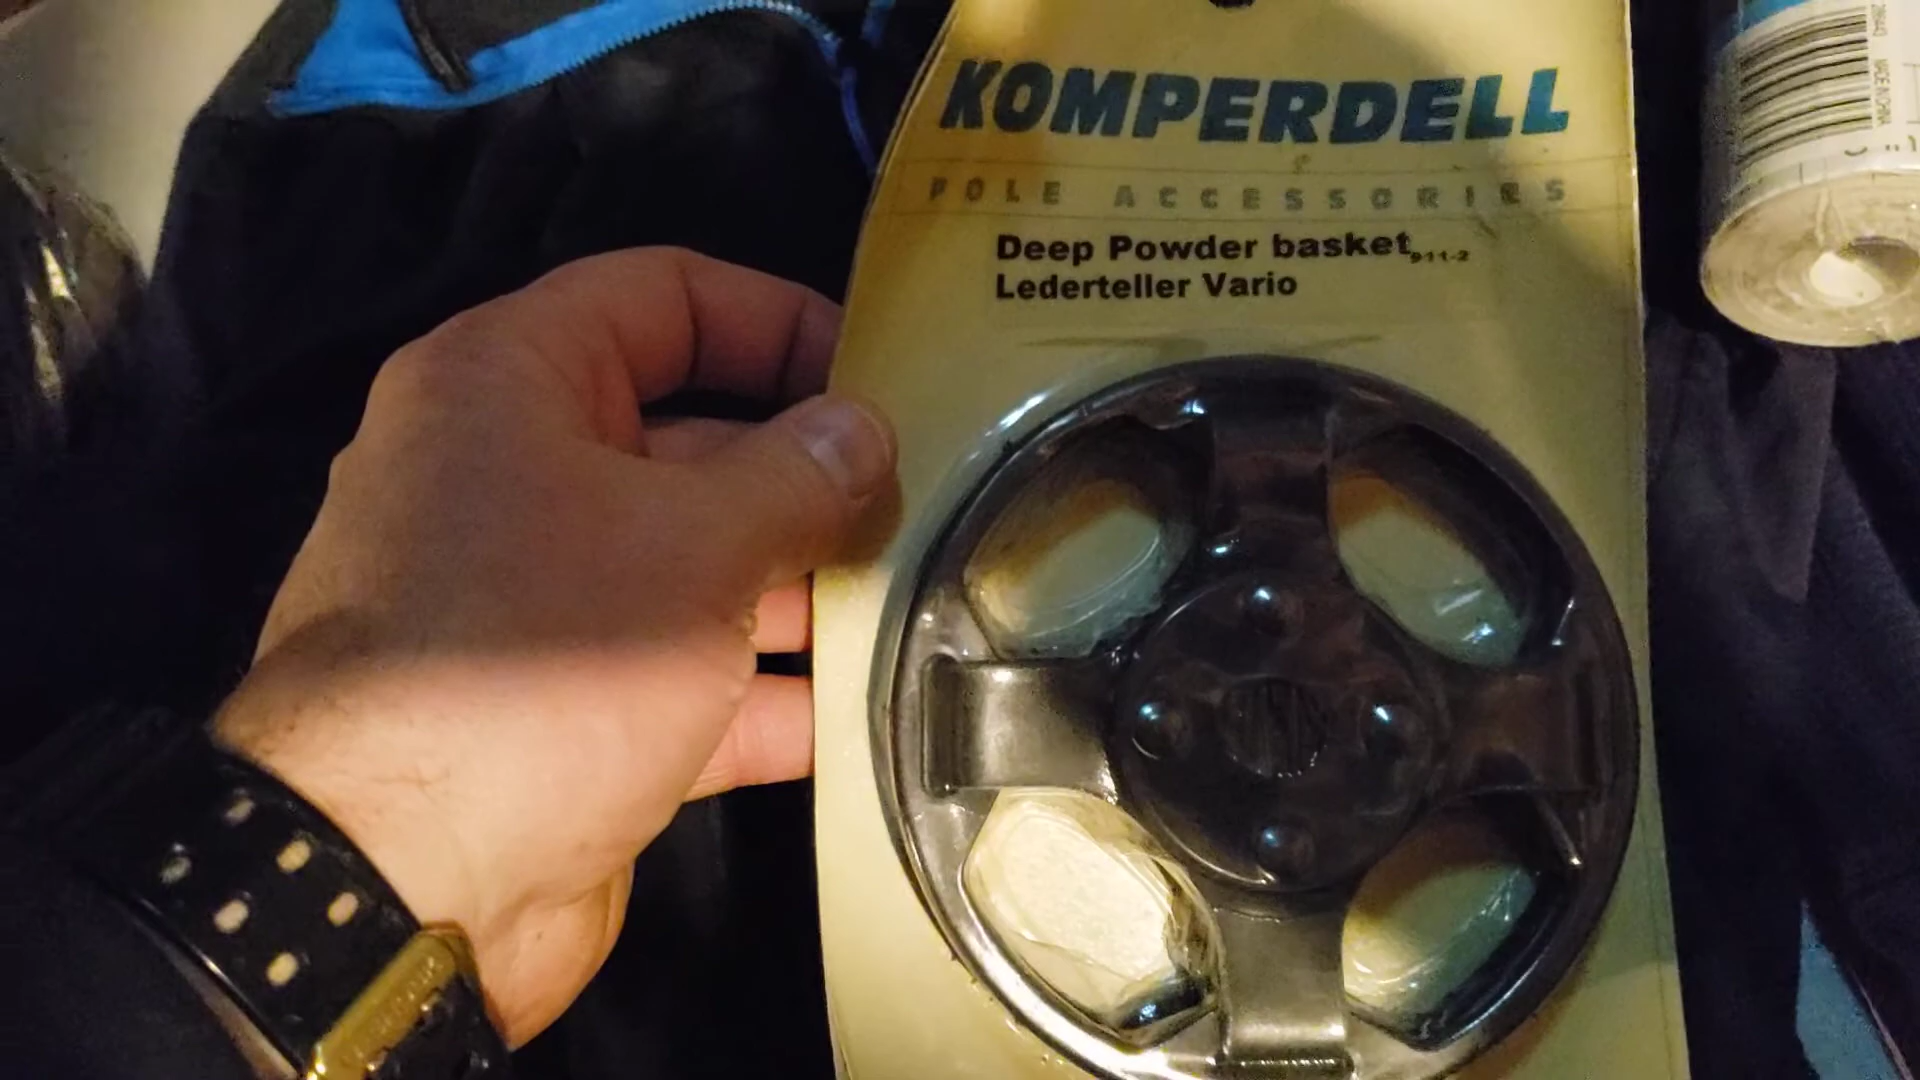 KOMPERDELL
POLE ACCESSORIES
Deep Powder basket 911-2
Lederteller Vario